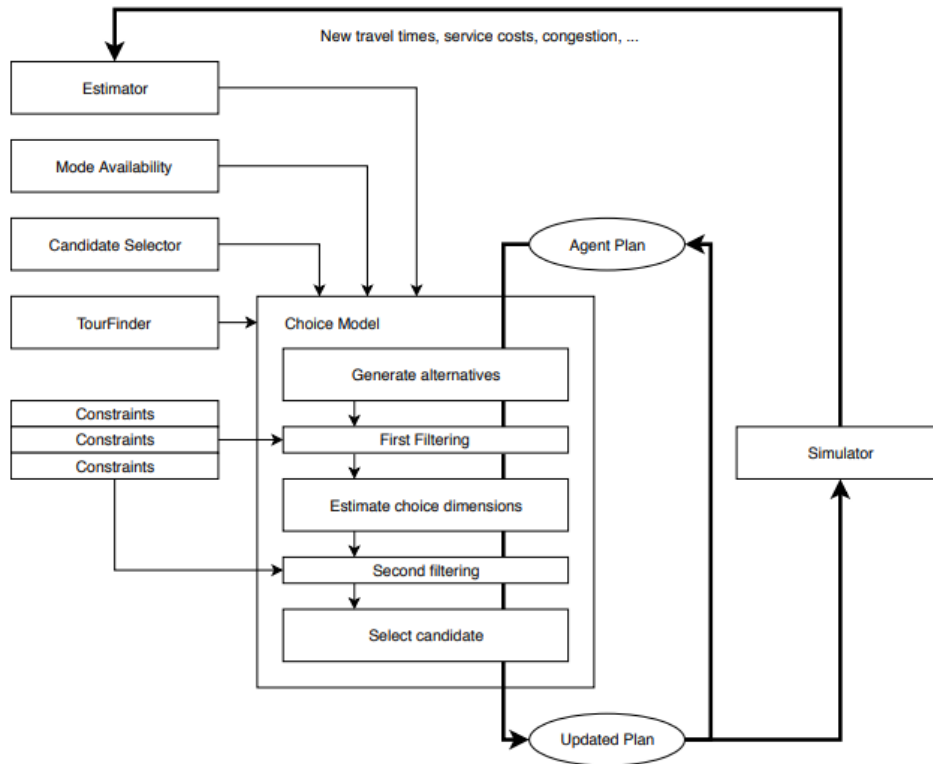 New travel times, service costs, congestion, ...
Estimator
Mode Availability
Candidate Selector
Agent Plan
TourFinder
Choice Model
Generate alternatives
Constraints
Constraints
Constraints
First Filtering
Simulator
Estimate choice dimensions
Second filtering
Select candidate
Updated Plan